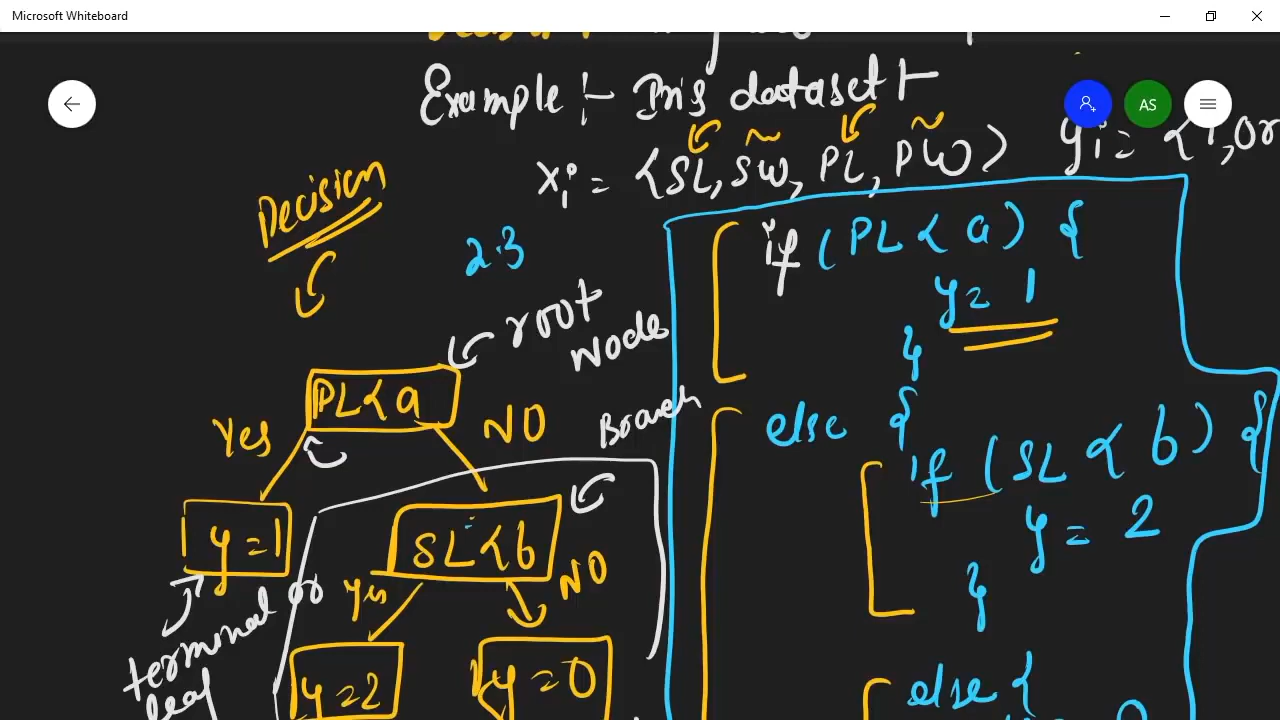 Microsoft Whiteboard
Example :- Iris dataset :-
AS
xi = <SL, SW, PL, PW> yi = {1, or
Decision
2.3
root
Node
if (PL < a) {
y = 1
}
PL < a
Yes
NO
Branch
else {
if (SL < b) {
y = 2
}
y = 1
SL < b
Yes
NO
terminal or
leaf
y = 2
y = 0
else {